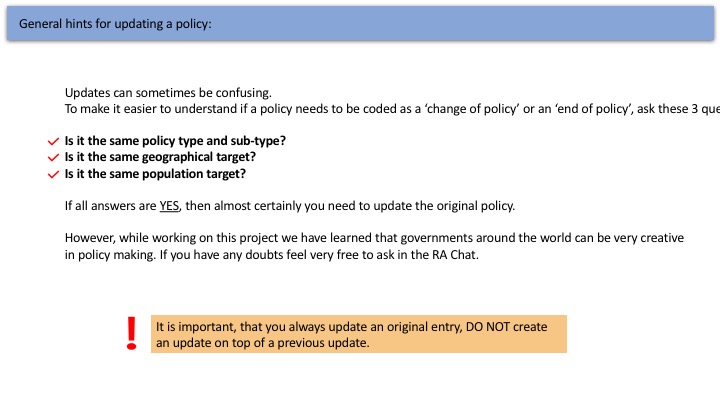 General hints for updating a policy:
Updates can sometimes be confusing.
To make it easier to understand if a policy needs to be coded as a ‘change of policy’ or an ‘end of policy’, ask these 3
Is it the same policy type and sub-type?
Is it the same geographical target?
Is it the same population target?
If all answers are YES, then almost certainly you need to update the original policy.
However, while working on this project we have learned that governments around the world can be very creative
in policy making. If you have any doubts feel very free to ask in the RA Chat.
!
It is important, that you always update an original entry, DO NOT create
an update on top of a previous update.